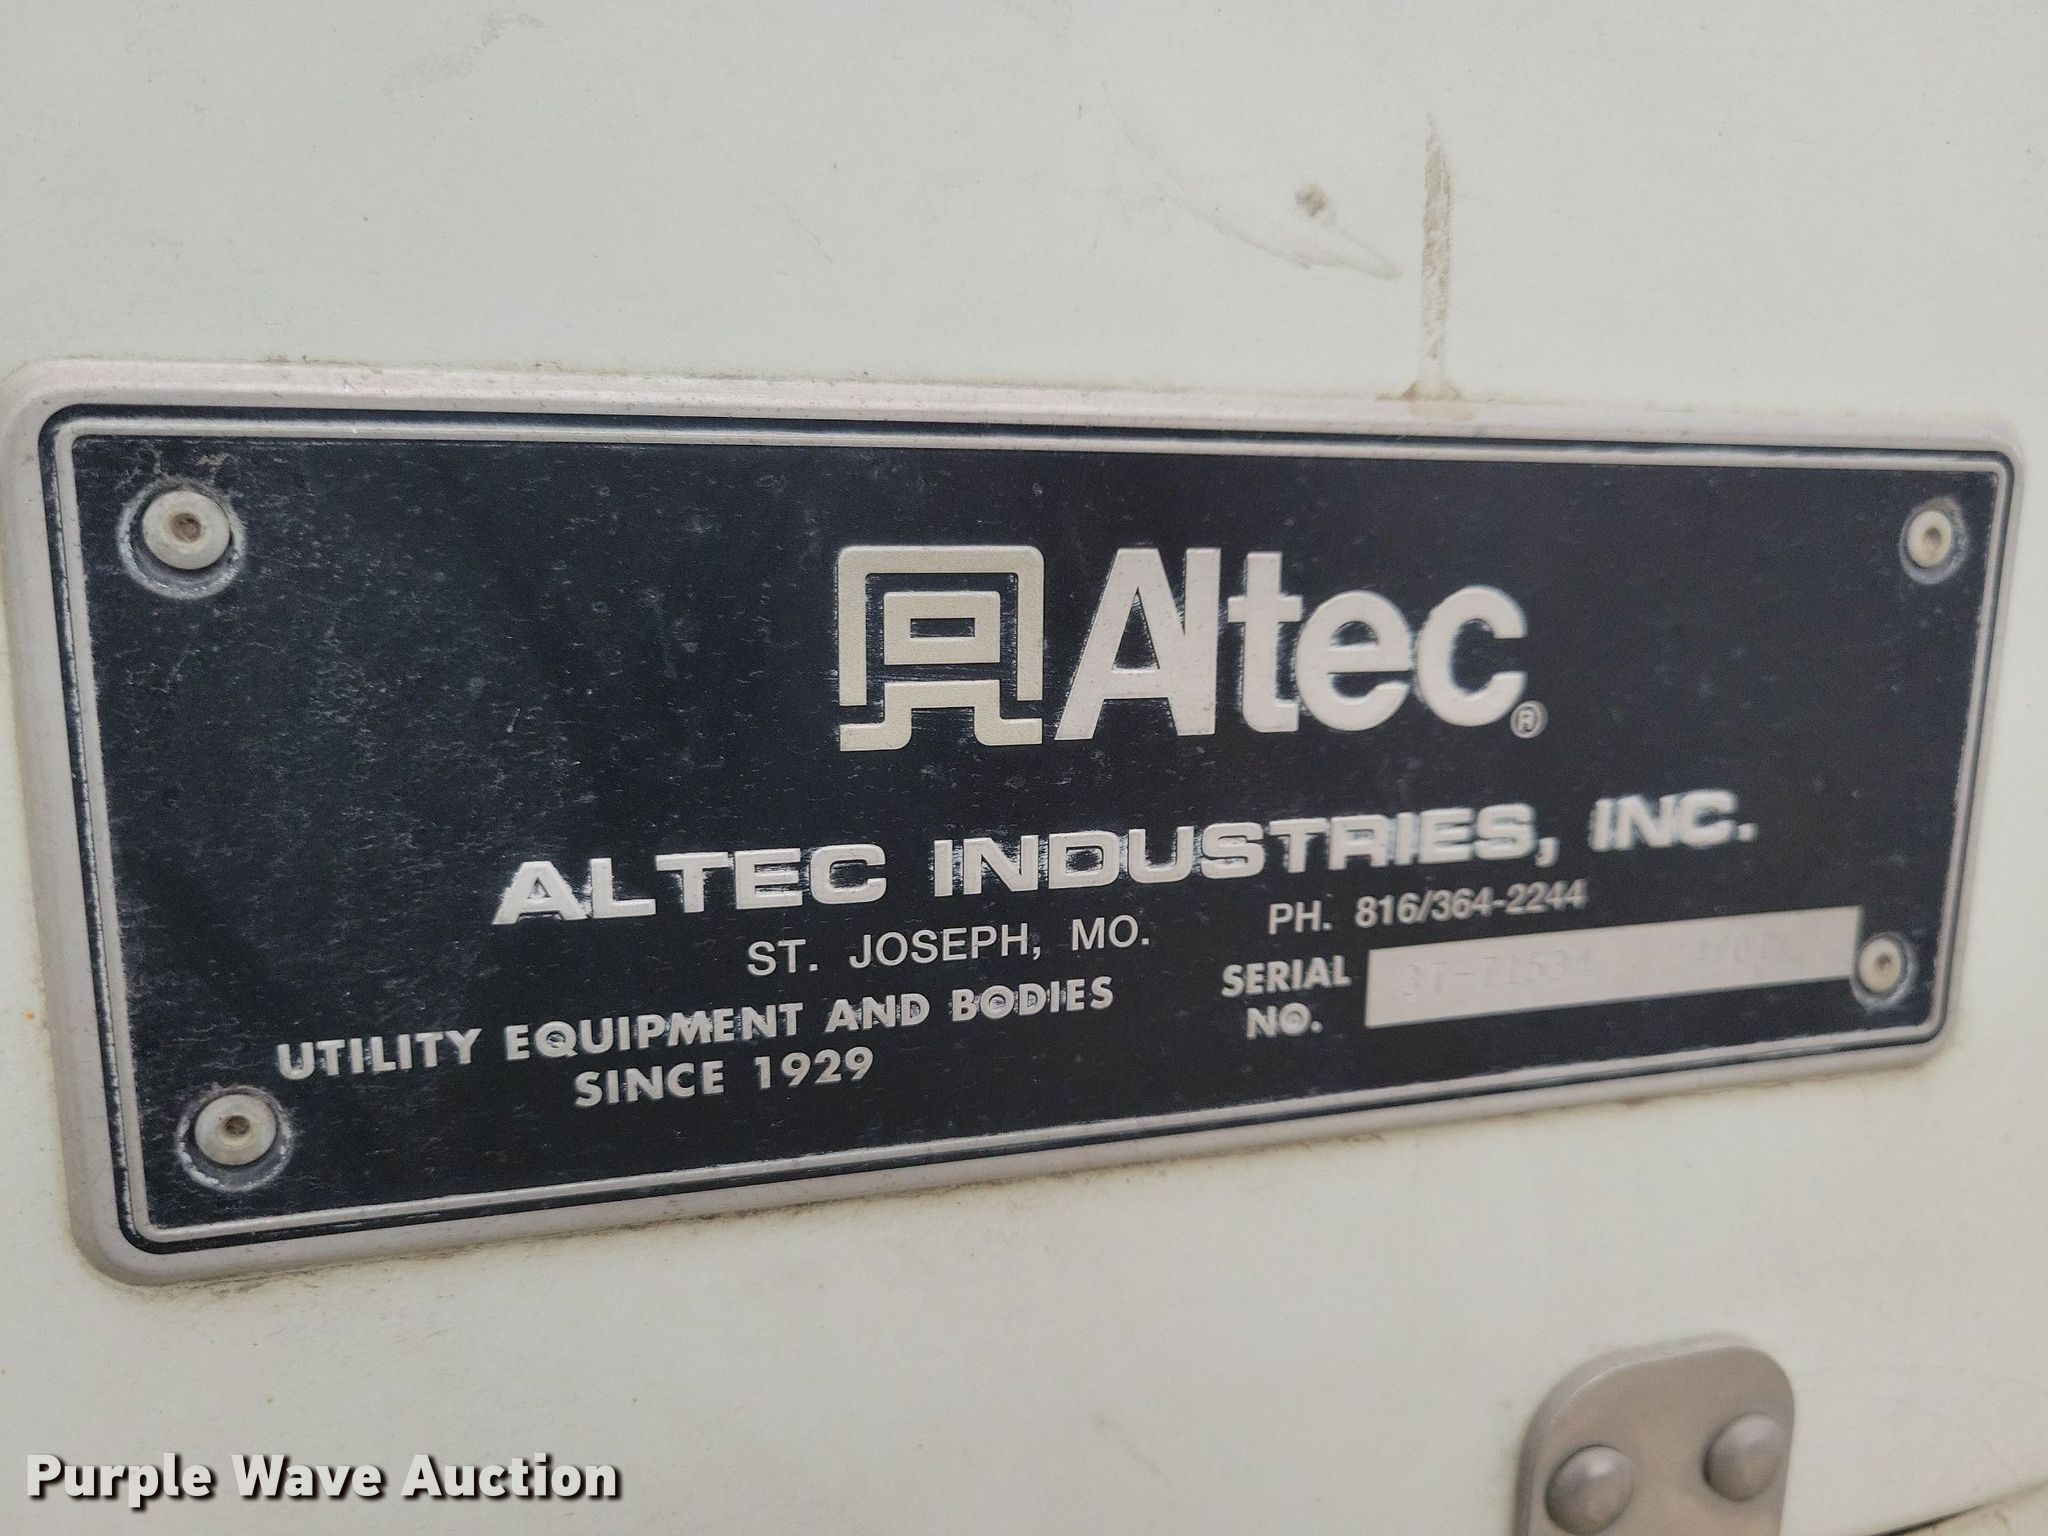 Altec®
ALTEC INDUSTRIES, INC.
ST. JOSEPH, MO. PH. 816/364-2244
UTILITY EQUIPMENT AND BODIES
SINCE 1929
SERIAL
NO.
Purple Wave Auction